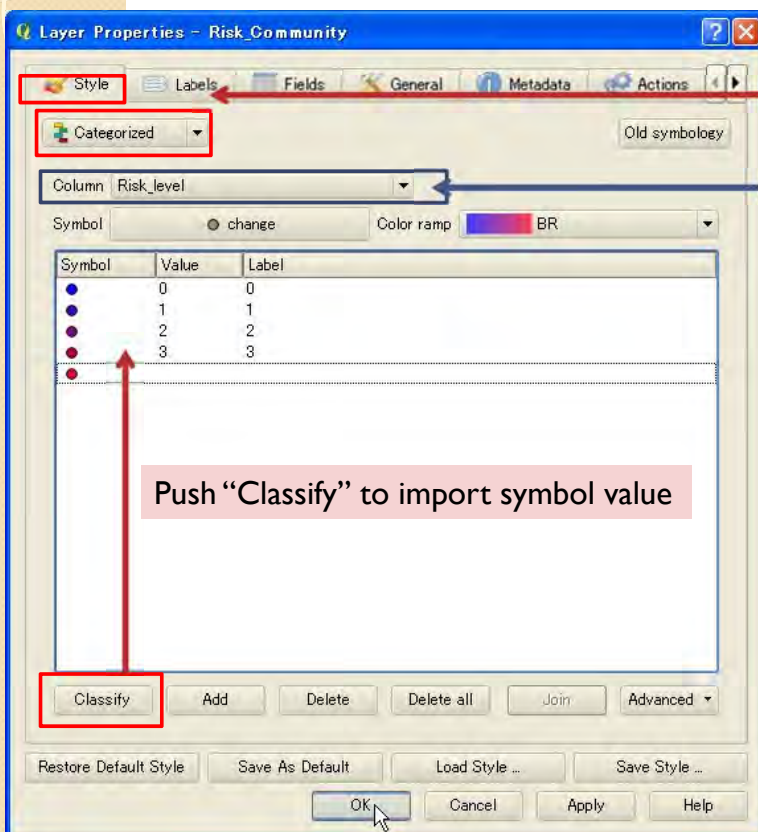 Layer Properties - Risk_Community
Style Labels Fields General Metadata Actions
Categorized Old symbology
Column Risk_level
Symbol change Color ramp BR
Symbol Value Label
0 0
1 1
2 2
3 3
Push “Classify” to import symbol value
Classify Add Delete Delete all Join Advanced
Restore Default Style Save As Default Load Style ... Save Style ...
OK Cancel Apply Help